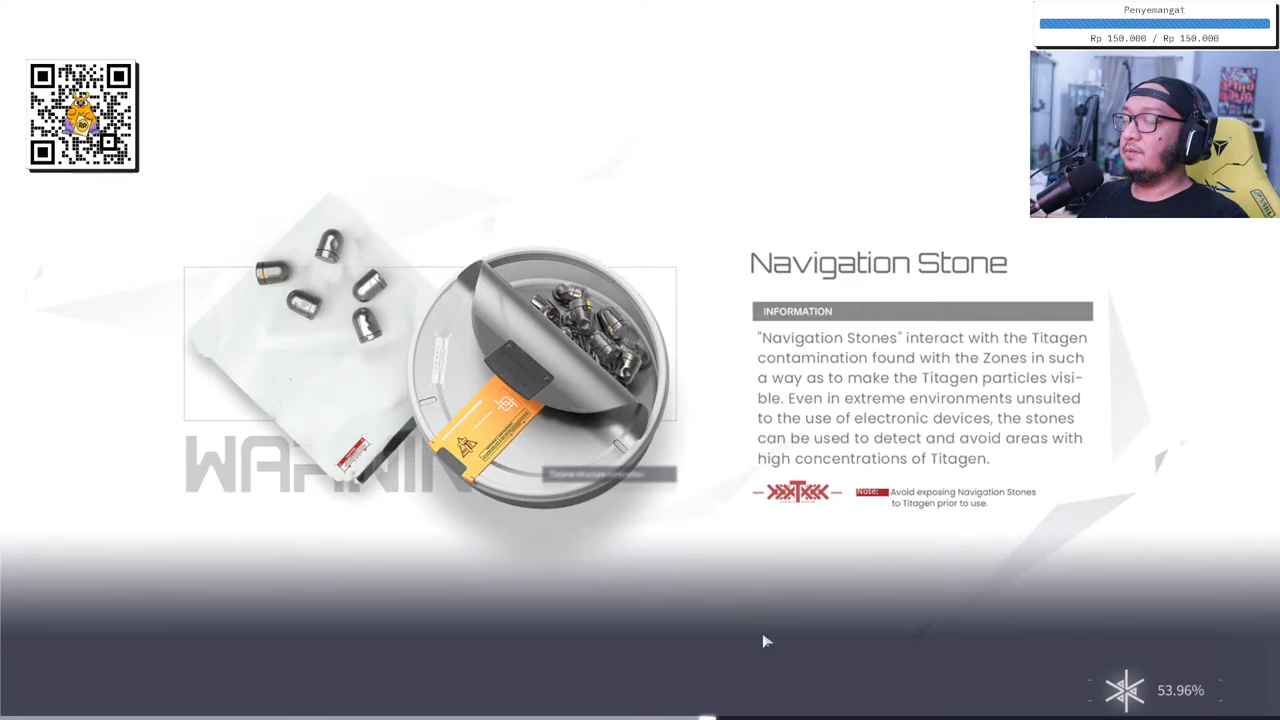 Penyemangat
Rp 150.000 / Rp 150.000
Navigation Stone
INFORMATION
"Navigation Stones" interact with the Titagen
contamination found with the Zones in such
a way as to make the Titagen particles visi-
ble. Even in extreme environments unsuited
to the use of electronic devices, the stones
can be used to detect and avoid areas with
high concentrations of Titagen.
Note:
Avoid exposing Navigation Stones
to Titagen prior to use.
53.96%